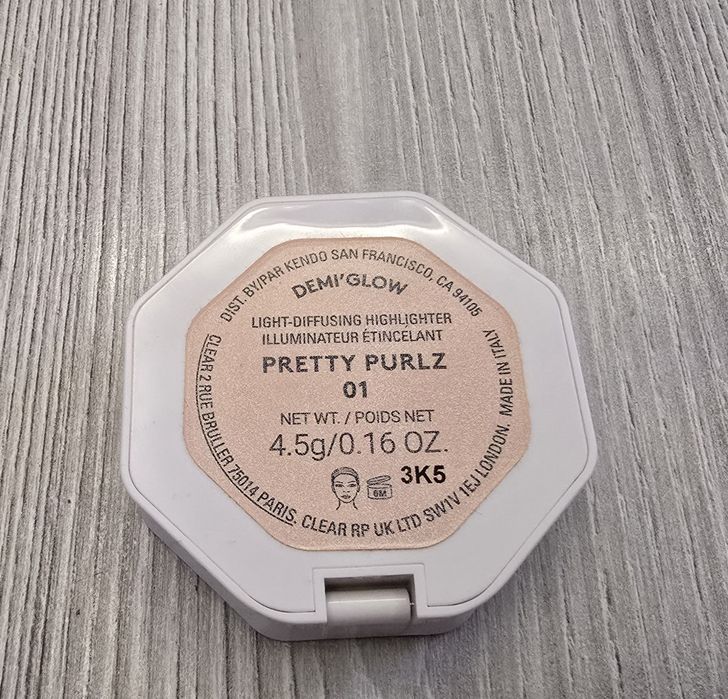 DIST. BY/PAR KENDO SAN FRANCISCO, CA 94105
DEMI'GLOW
LIGHT-DIFFUSING HIGHLIGHTER
ILLUMINATEUR ÉTINCELANT
PRETTY PURLZ
01
NET WT. / POIDS NET
4.5g/0.16 OZ.
6M
3K5
CLEAR 2 RUE BRULLER 75014 PARIS. CLEAR RP UK LTD SW1V 1EJ LONDON. MADE IN ITALY